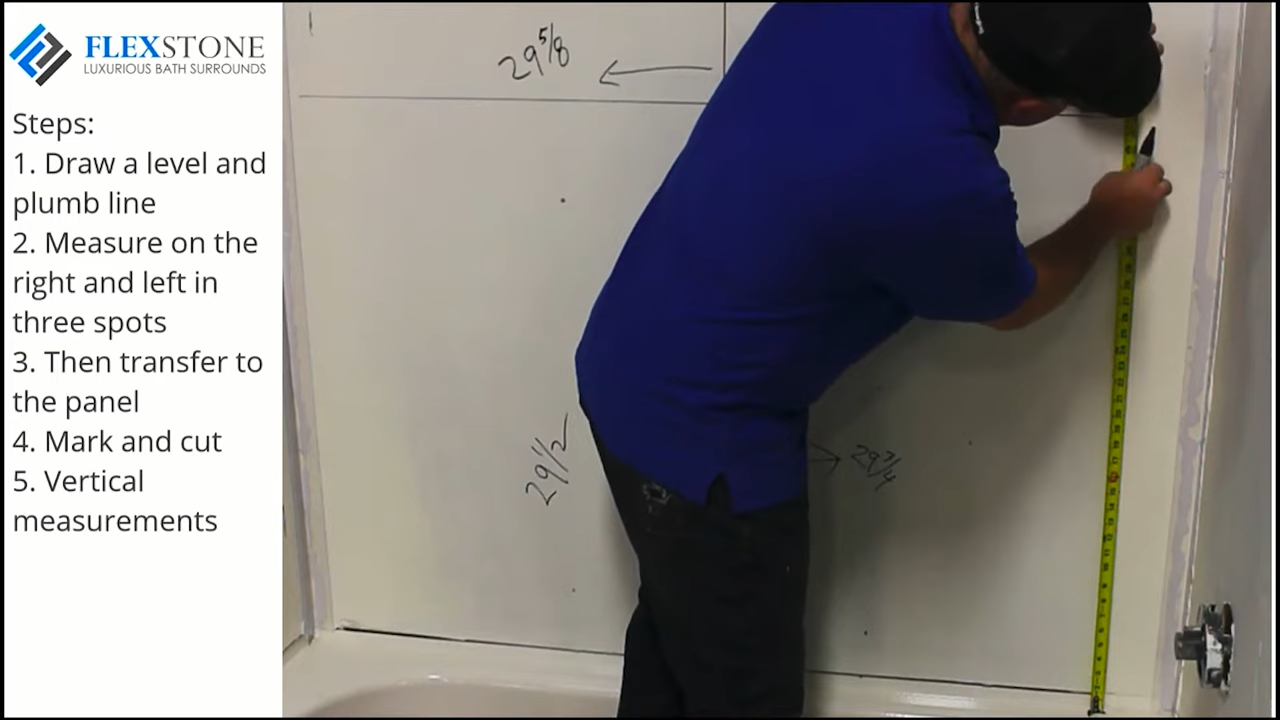 FLEXSTONE
LUXURIOUS BATH SURROUNDS
Steps:
1. Draw a level and
plumb line
2. Measure on the
right and left in
three spots
3. Then transfer to
the panel
4. Mark and cut
5. Vertical
measurements
29 5/8
29 1/2
29 3/4